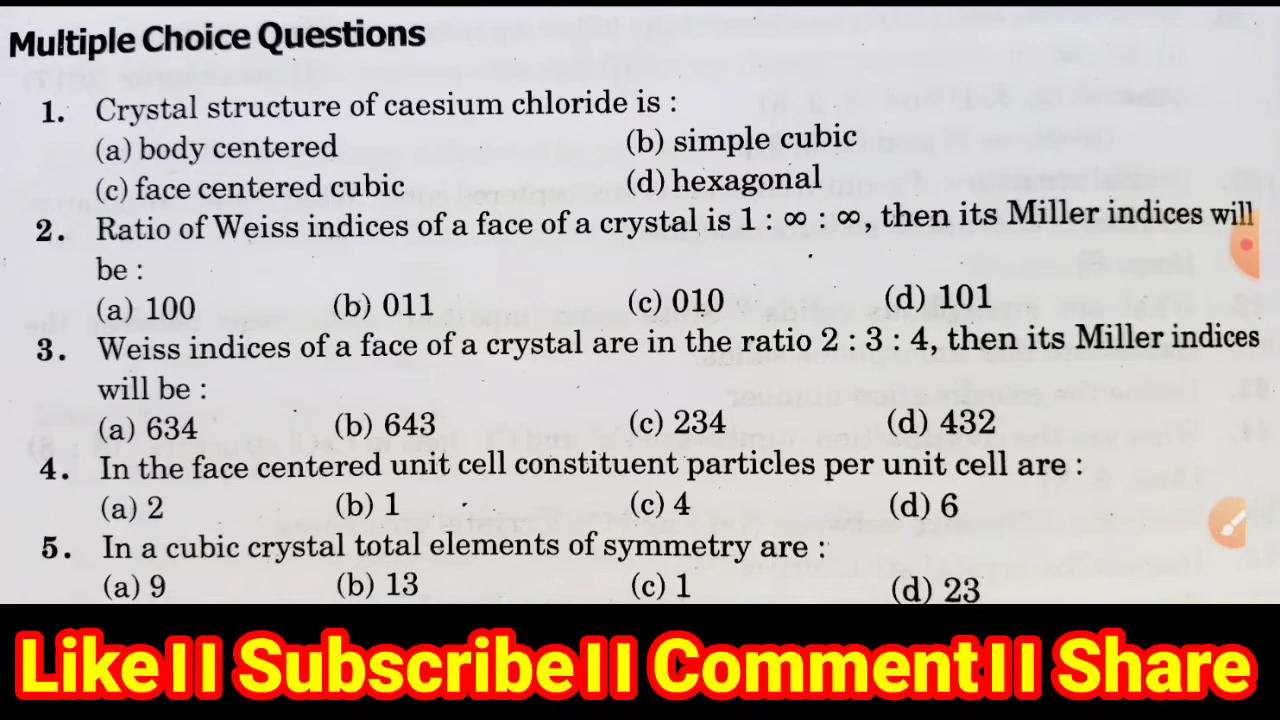 Multiple Choice Questions
1. Crystal structure of caesium chloride is :
(a) body centered (b) simple cubic
(c) face centered cubic (d) hexagonal
2. Ratio of Weiss indices of a face of a crystal is 1 : ∞ : ∞, then its Miller indices will
be :
(a) 100 (b) 011 (c) 010 (d) 101
3. Weiss indices of a face of a crystal are in the ratio 2 : 3 : 4, then its Miller indices
will be :
(a) 634 (b) 643 (c) 234 (d) 432
4. In the face centered unit cell constituent particles per unit cell are :
(a) 2 (b) 1 (c) 4 (d) 6
5. In a cubic crystal total elements of symmetry are :
(a) 9 (b) 13 (c) 1 (d) 23
Like|| Subscribe|| Comment|| Share